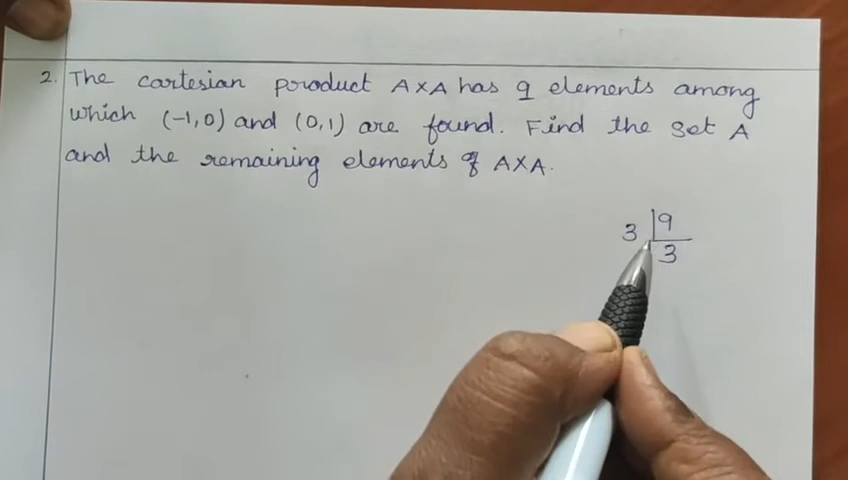 2. The cartesian product A×A has 9 elements among
which (-1,0) and (0,1) are found. Find the set A
and the remaining elements of A×A.
3 | 9
3